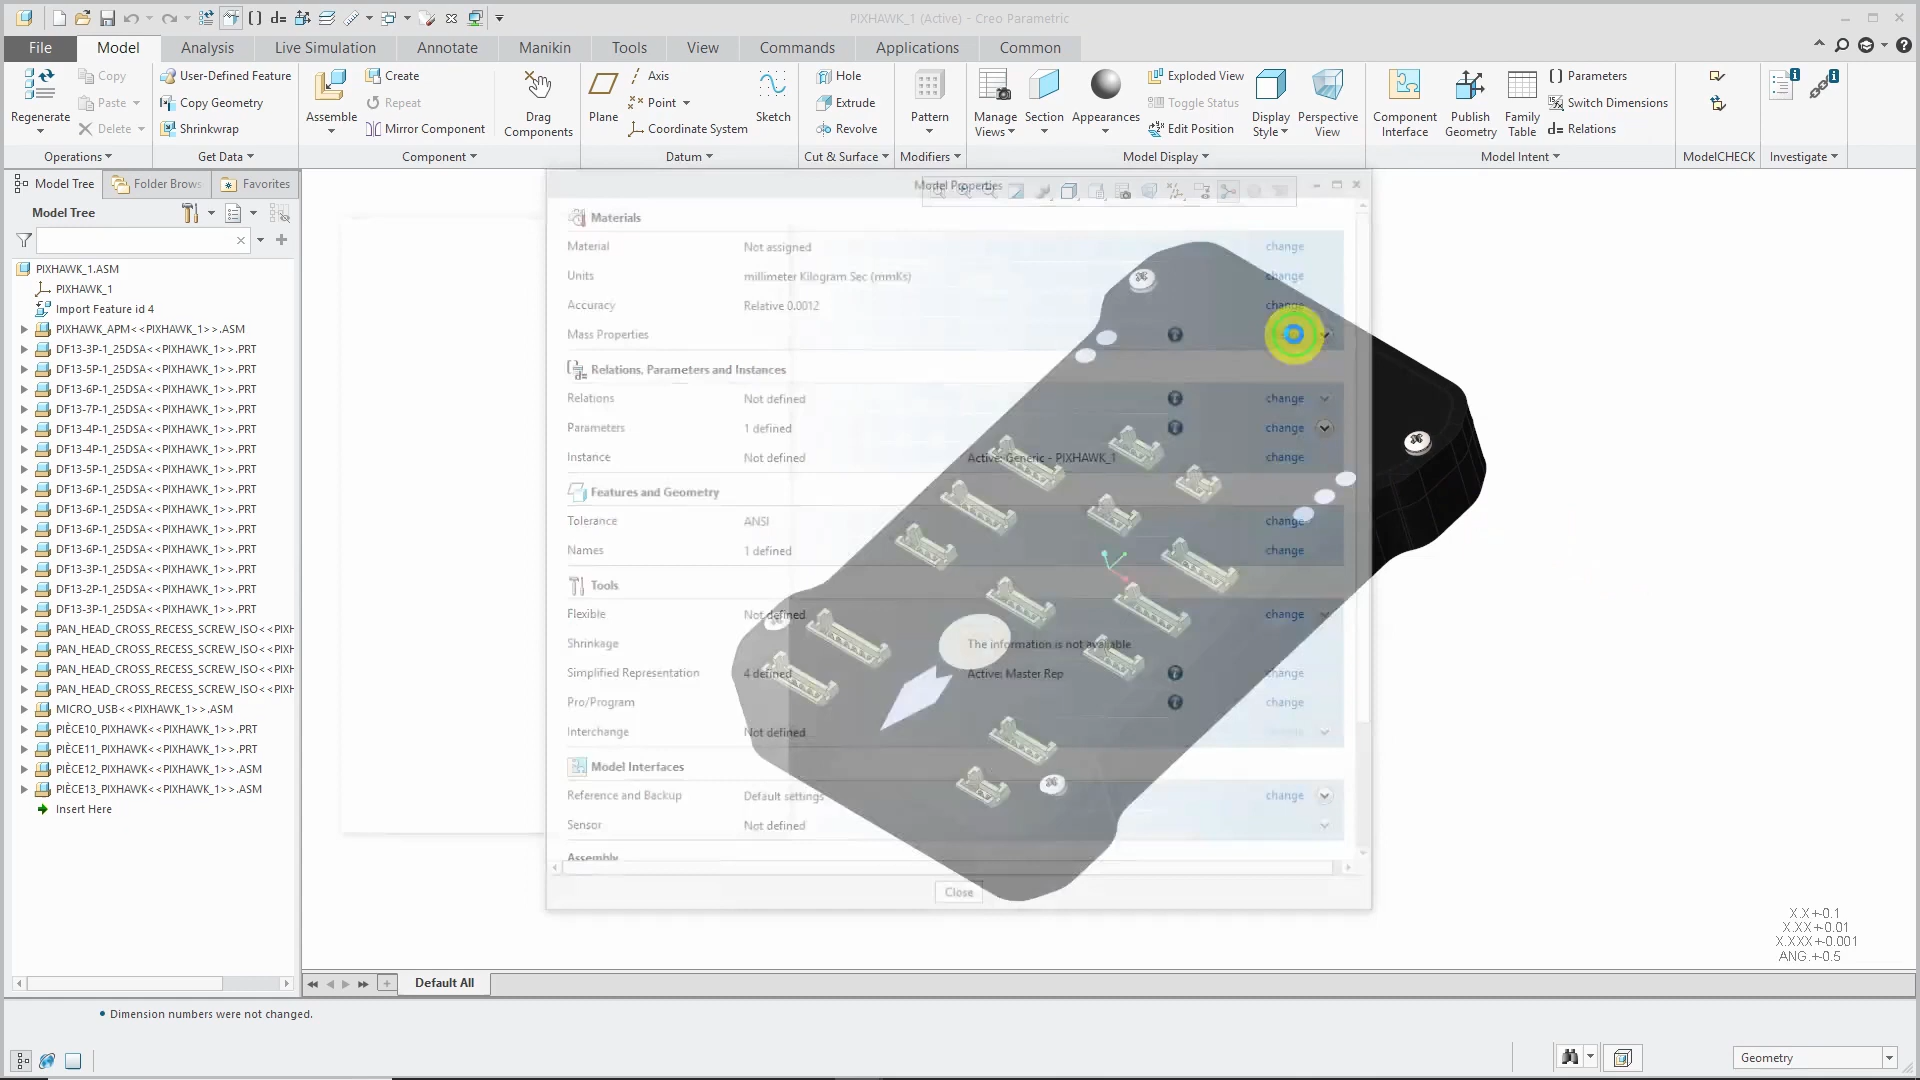 PIXHAWK_1 (Active) - Creo Parametric
File Model Analysis Live Simulation Annotate Manikin Tools View Commands Applications Common
Regenerate
Copy
Paste
Delete
Operations
User-Defined Feature
Copy Geometry
Shrinkwrap
Get Data
Assemble
Create
Repeat
Mirror Component
Drag Components
Component
Plane
Axis
Point
Coordinate System
Sketch
Datum
Hole
Extrude
Revolve
Cut & Surface
Pattern
Modifiers
Manage Views
Section
Appearances
Exploded View
Toggle Status
Edit Position
Display Style
Perspective View
Model Display
Component Interface
Publish Geometry
Family Table
Parameters
Switch Dimensions
d= Relations
Model Intent
ModelCHECK
Investigate
Model Tree Folder Brows Favorites
Model Tree
PIXHAWK_1.ASM
PIXHAWK_1
Import Feature id 4
PIXHAWK_APM<<PIXHAWK_1>>.ASM
DF13-3P-1_25DSA<<PIXHAWK_1>>.PRT
DF13-5P-1_25DSA<<PIXHAWK_1>>.PRT
DF13-6P-1_25DSA<<PIXHAWK_1>>.PRT
DF13-7P-1_25DSA<<PIXHAWK_1>>.PRT
DF13-4P-1_25DSA<<PIXHAWK_1>>.PRT
DF13-4P-1_25DSA<<PIXHAWK_1>>.PRT
DF13-5P-1_25DSA<<PIXHAWK_1>>.PRT
DF13-6P-1_25DSA<<PIXHAWK_1>>.PRT
DF13-6P-1_25DSA<<PIXHAWK_1>>.PRT
DF13-6P-1_25DSA<<PIXHAWK_1>>.PRT
DF13-6P-1_25DSA<<PIXHAWK_1>>.PRT
DF13-3P-1_25DSA<<PIXHAWK_1>>.PRT
DF13-2P-1_25DSA<<PIXHAWK_1>>.PRT
DF13-3P-1_25DSA<<PIXHAWK_1>>.PRT
PAN_HEAD_CROSS_RECESS_SCREW_ISO<<PIXH
PAN_HEAD_CROSS_RECESS_SCREW_ISO<<PIXH
PAN_HEAD_CROSS_RECESS_SCREW_ISO<<PIXH
PAN_HEAD_CROSS_RECESS_SCREW_ISO<<PIXH
MICRO_USB<<PIXHAWK_1>>.ASM
PIÈCE10_PIXHAWK<<PIXHAWK_1>>.PRT
PIÈCE11_PIXHAWK<<PIXHAWK_1>>.PRT
PIÈCE12_PIXHAWK<<PIXHAWK_1>>.ASM
PIÈCE13_PIXHAWK<<PIXHAWK_1>>.ASM
Insert Here
Model Properties
Materials
Material Not assigned change
Units millimeter Kilogram Sec (mmKs) change
Accuracy Relative 0.0012 change
Mass Properties
Relations, Parameters and Instances
Relations Not defined change
Parameters 1 defined change
Instance Not defined Active: Generic - PIXHAWK_1 change
Features and Geometry
Tolerance ANSI change
Names 1 defined change
Tools
Flexible Not defined change
Shrinkage The information is not available change
Simplified Representation 4 defined Active: Master Rep change
Pro/Program change
Interchange Not defined
Model Interfaces
Reference and Backup Default settings change
Sensor Not defined
Assembly
Close
X.X+-0.1
X.XX+-0.01
X.XXX+-0.001
ANG.+-0.5
Default All
Dimension numbers were not changed.
Geometry